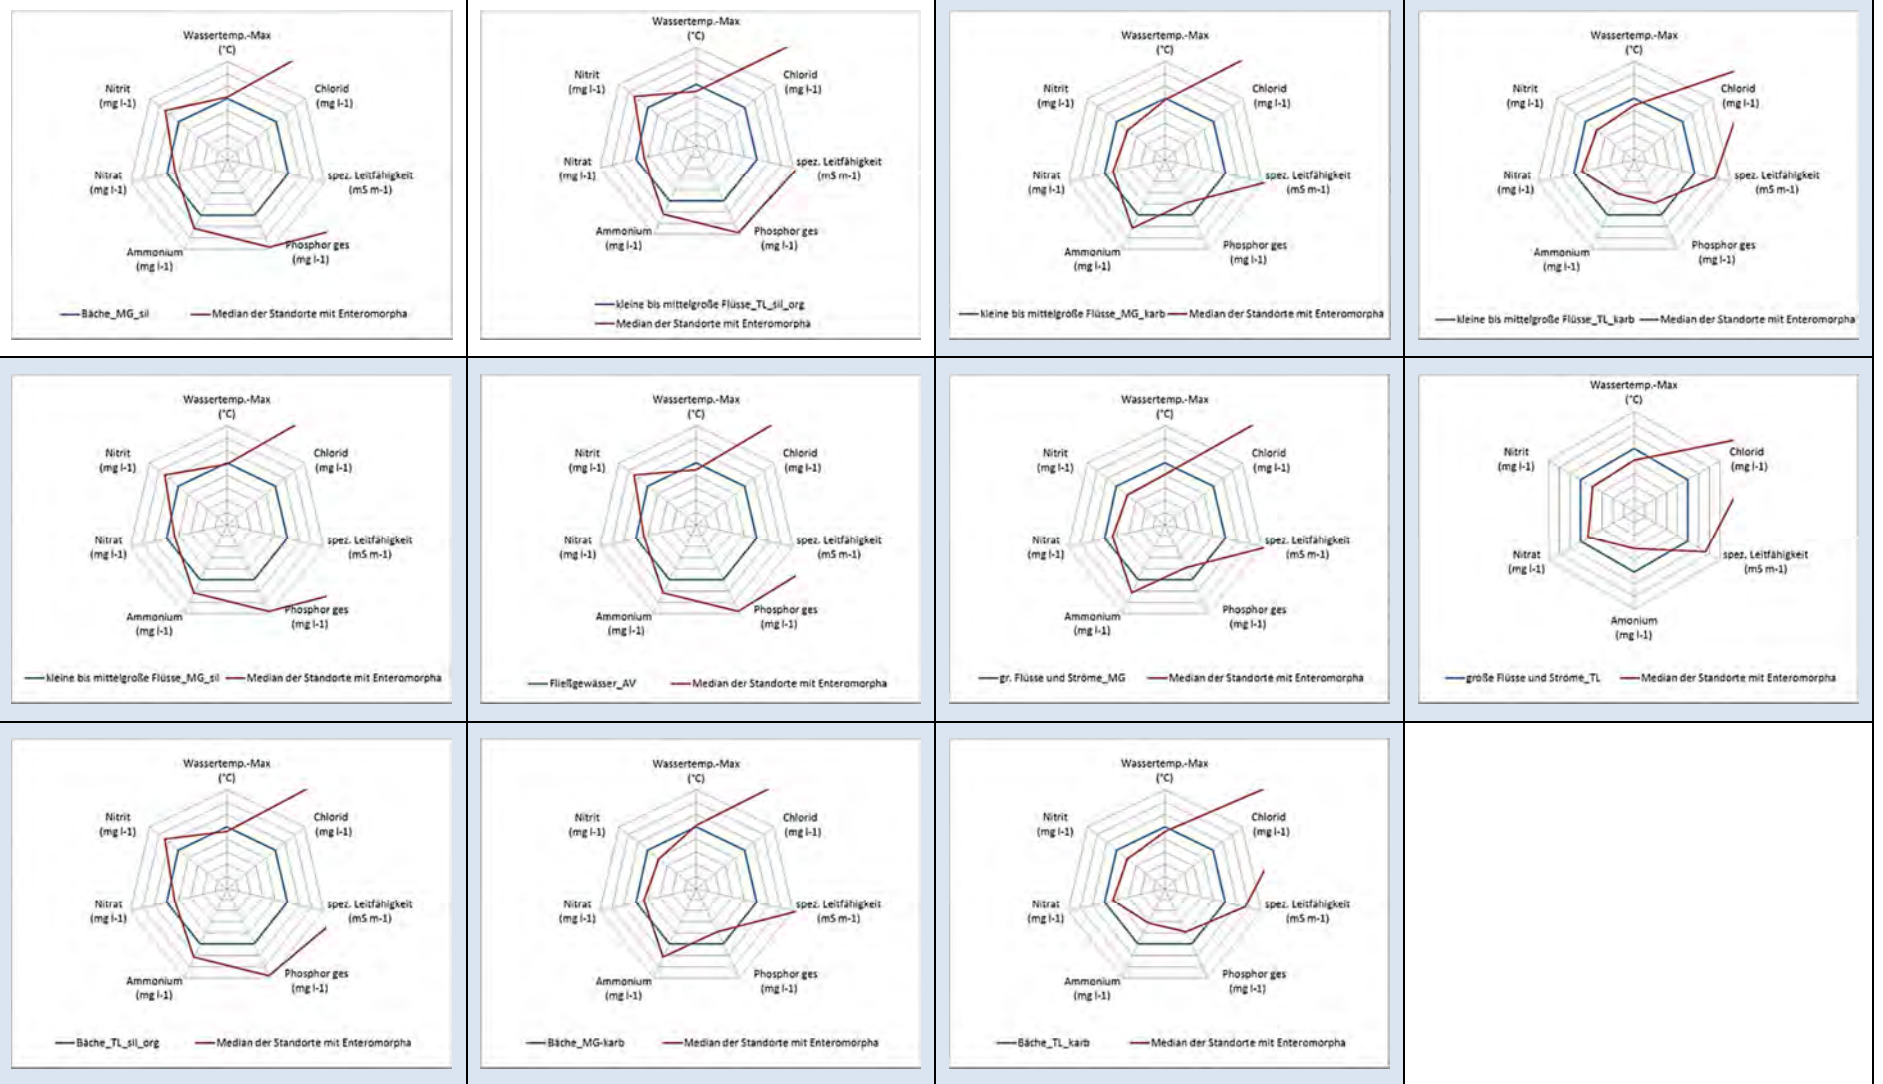 Wassertemp.-Max
(°C)
Nitrit
(mg l-1)
Chlorid
(mg l-1)
Nitrat
(mg l-1)
spez. Leitfähigkeit
(mS m-1)
Ammonium
(mg l-1)
Phosphor ges
(mg l-1)
Bäche_MG_sil Median der Standorte mit Enteromorpha
Wassertemp.-Max
(°C)
Nitrit
(mg l-1)
Chlorid
(mg l-1)
Nitrat
(mg l-1)
spez. Leitfähigkeit
(mS m-1)
Ammonium
(mg l-1)
Phosphor ges
(mg l-1)
kleine bis mittelgroße Flüsse_TL_sil_org
Median der Standorte mit Enteromorpha
Wassertemp.-Max
(°C)
Nitrit
(mg l-1)
Chlorid
(mg l-1)
Nitrat
(mg l-1)
spez. Leitfähigkeit
(mS m-1)
Ammonium
(mg l-1)
Phosphor ges
(mg l-1)
kleine bis mittelgroße Flüsse_MG_karb Median der Standorte mit Enteromorpha
Wassertemp.-Max
(°C)
Nitrit
(mg l-1)
Chlorid
(mg l-1)
Nitrat
(mg l-1)
spez. Leitfähigkeit
(mS m-1)
Ammonium
(mg l-1)
Phosphor ges
(mg l-1)
kleine bis mittelgroße Flüsse_TL_karb Median der Standorte mit Enteromorpha
Wassertemp.-Max
(°C)
Nitrit
(mg l-1)
Chlorid
(mg l-1)
Nitrat
(mg l-1)
spez. Leitfähigkeit
(mS m-1)
Ammonium
(mg l-1)
Phosphor ges
(mg l-1)
kleine bis mittelgroße Flüsse_MG_sil Median der Standorte mit Enteromorpha
Wassertemp.-Max
(°C)
Nitrit
(mg l-1)
Chlorid
(mg l-1)
Nitrat
(mg l-1)
spez. Leitfähigkeit
(mS m-1)
Ammonium
(mg l-1)
Phosphor ges
(mg l-1)
Fließgewässer_AV Median der Standorte mit Enteromorpha
Wassertemp.-Max
(°C)
Nitrit
(mg l-1)
Chlorid
(mg l-1)
Nitrat
(mg l-1)
spez. Leitfähigkeit
(mS m-1)
Ammonium
(mg l-1)
Phosphor ges
(mg l-1)
gr. Flüsse und Ströme_MG Median der Standorte mit Enteromorpha
Wassertemp.-Max
(°C)
Nitrit
(mg l-1)
Chlorid
(mg l-1)
Nitrat
(mg l-1)
spez. Leitfähigkeit
(mS m-1)
Amonium
(mg l-1)
große Flüsse und Ströme_TL Median der Standorte mit Enteromorpha
Wassertemp.-Max
(°C)
Nitrit
(mg l-1)
Chlorid
(mg l-1)
Nitrat
(mg l-1)
spez. Leitfähigkeit
(mS m-1)
Ammonium
(mg l-1)
Phosphor ges
(mg l-1)
Bäche_TL_sil_org Median der Standorte mit Enteromorpha
Wassertemp.-Max
(°C)
Nitrit
(mg l-1)
Chlorid
(mg l-1)
Nitrat
(mg l-1)
spez. Leitfähigkeit
(mS m-1)
Ammonium
(mg l-1)
Phosphor ges
(mg l-1)
Bäche_MG-karb Median der Standorte mit Enteromorpha
Wassertemp.-Max
(°C)
Nitrit
(mg l-1)
Chlorid
(mg l-1)
Nitrat
(mg l-1)
spez. Leitfähigkeit
(mS m-1)
Ammonium
(mg l-1)
Phosphor ges
(mg l-1)
Bäche_TL_karb Median der Standorte mit Enteromorpha